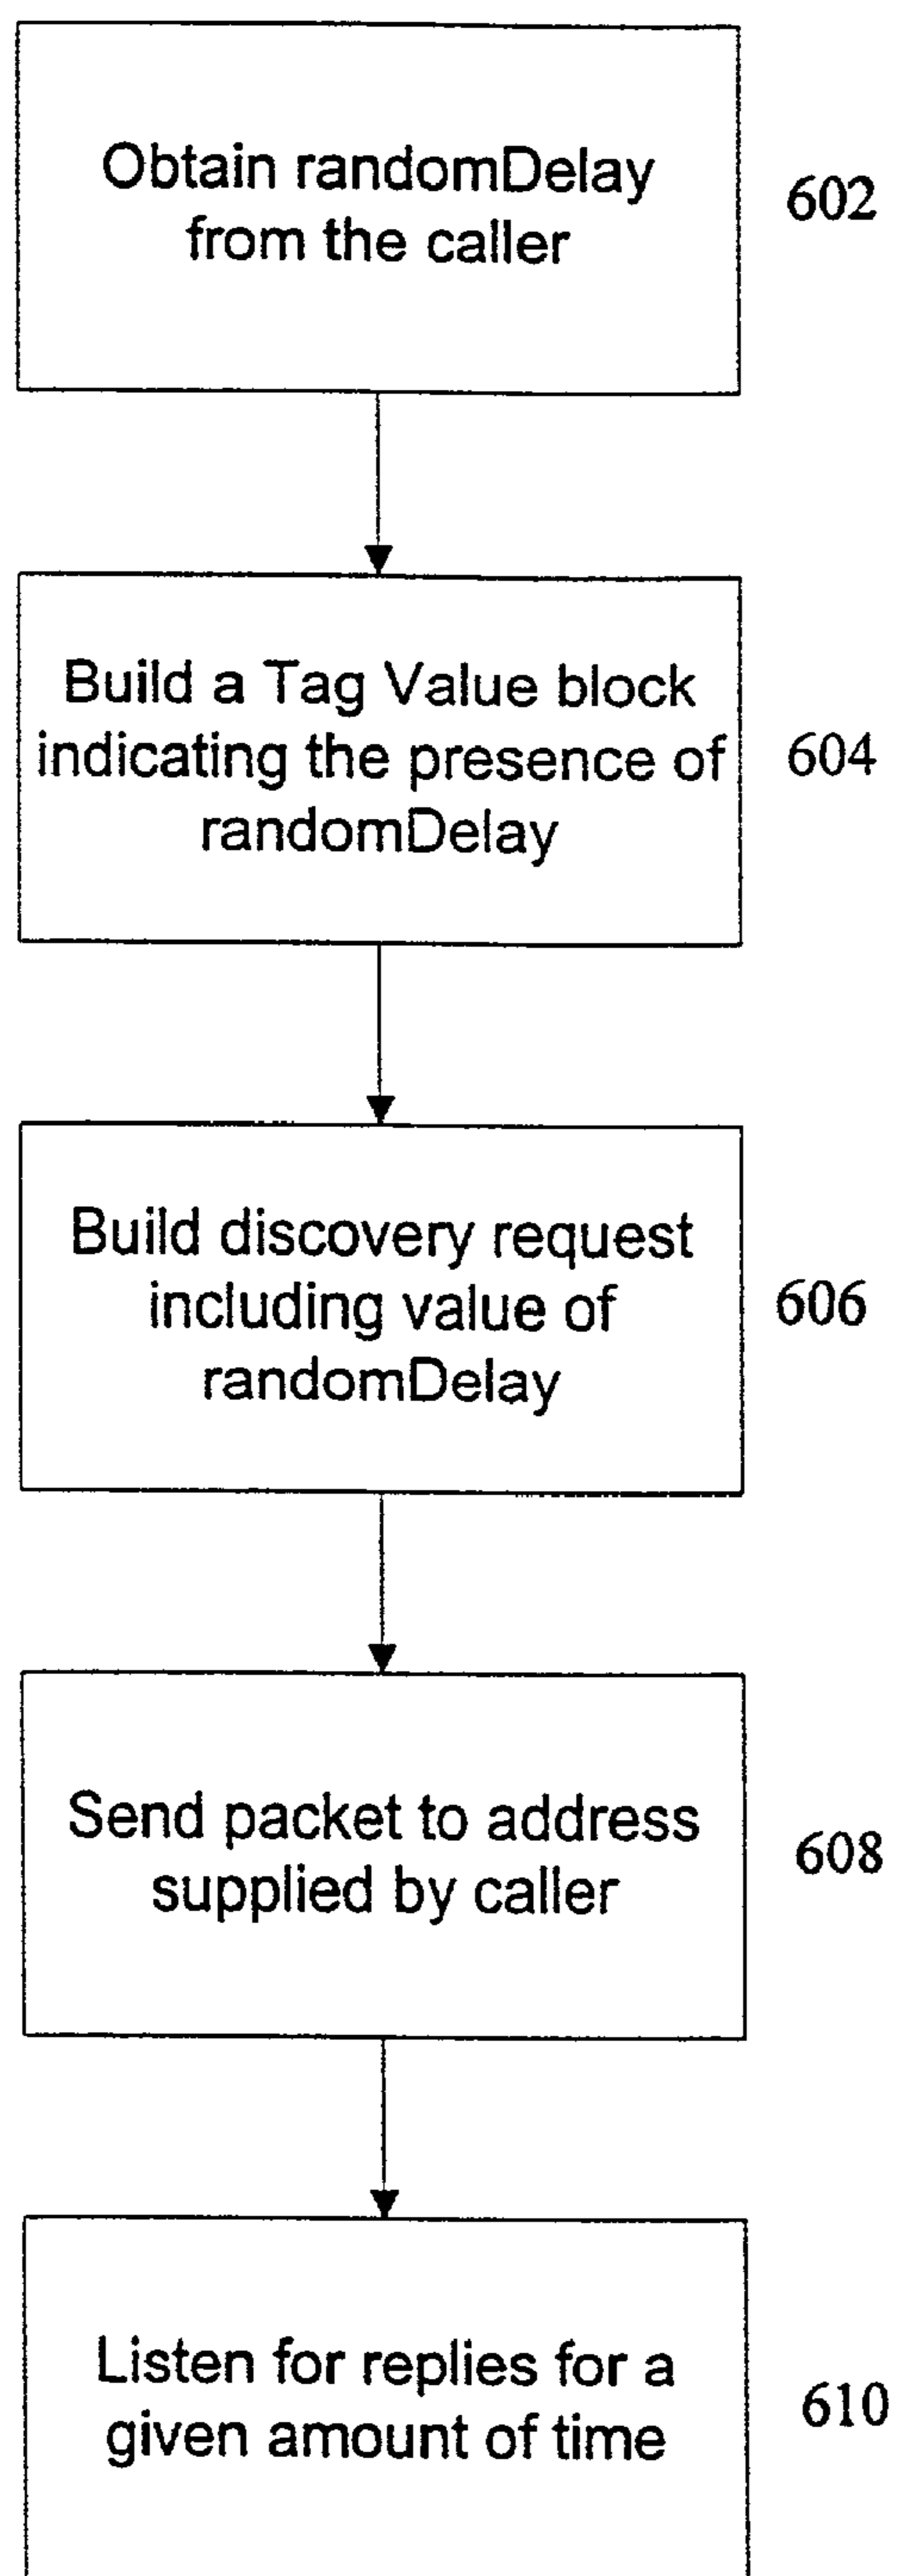 Obtain randomDelay
from the caller
602
Build a Tag Value block
indicating the presence of
randomDelay
604
Build discovery request
including value of
randomDelay
606
Send packet to address
supplied by caller
608
Listen for replies for a
given amount of time
610